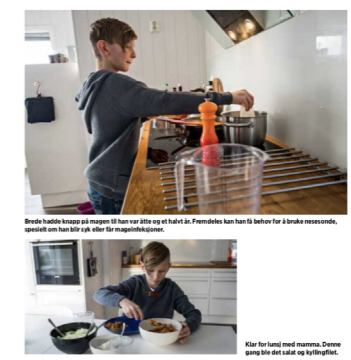 Brede hadde knapp på magen til han var åtte og et halvt år. Fremdeles kan han få behov for å bruke nesesonde,
spesielt om han blir syk eller får mageinfeksjoner.
Klar for lunsj med mamma. Denne
gang ble det salat og kyllingfilet.